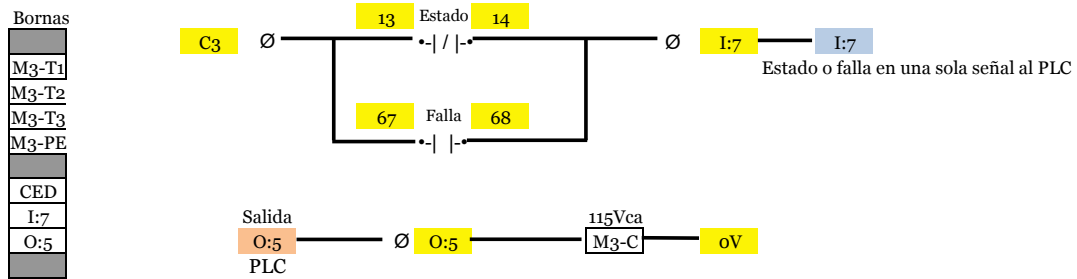 Bornas
M3-T1
M3-T2
M3-T3
M3-PE
CED
I:7
O:5
13 Estado 14
C3 Ø •-| / |-• Ø I:7 I:7
Estado o falla en una sola señal al PLC
67 Falla 68
•-| |-•
Salida 115Vca
O:5 Ø O:5 M3-C 0V
PLC